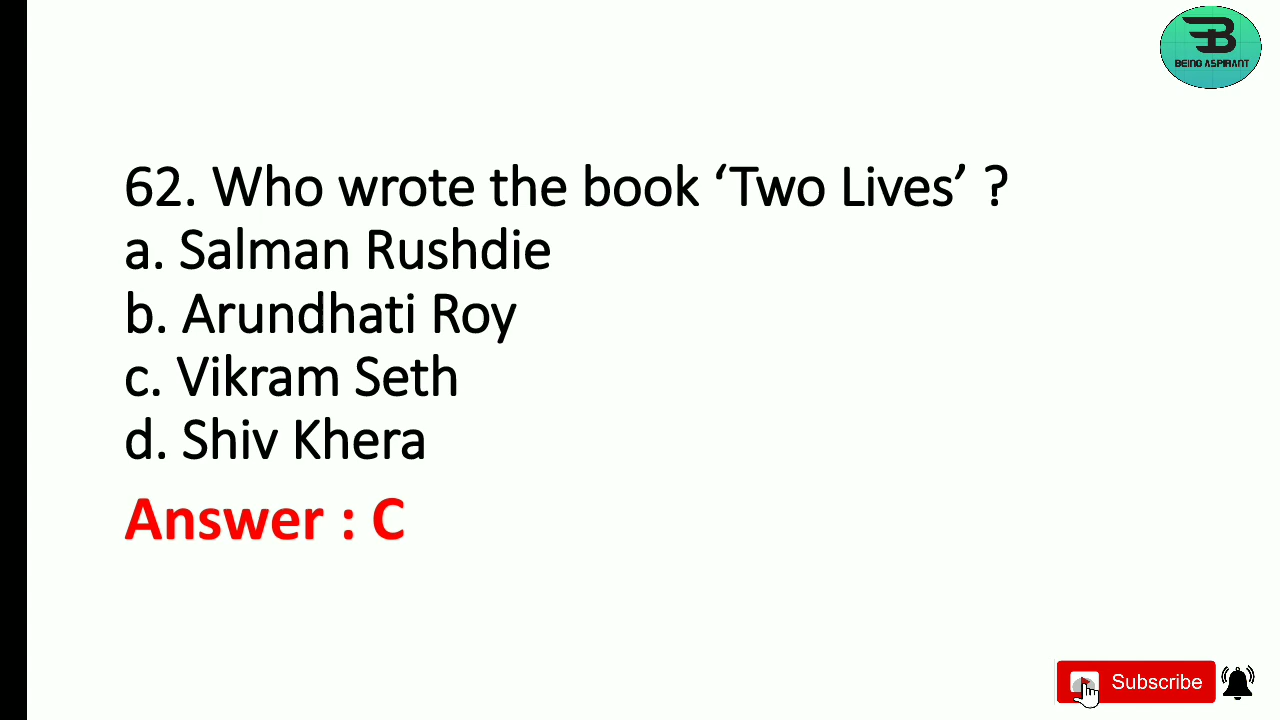 BEING ASPIRANT
62. Who wrote the book ‘Two Lives’ ?
a. Salman Rushdie
b. Arundhati Roy
c. Vikram Seth
d. Shiv Khera
Answer : C
Subscribe